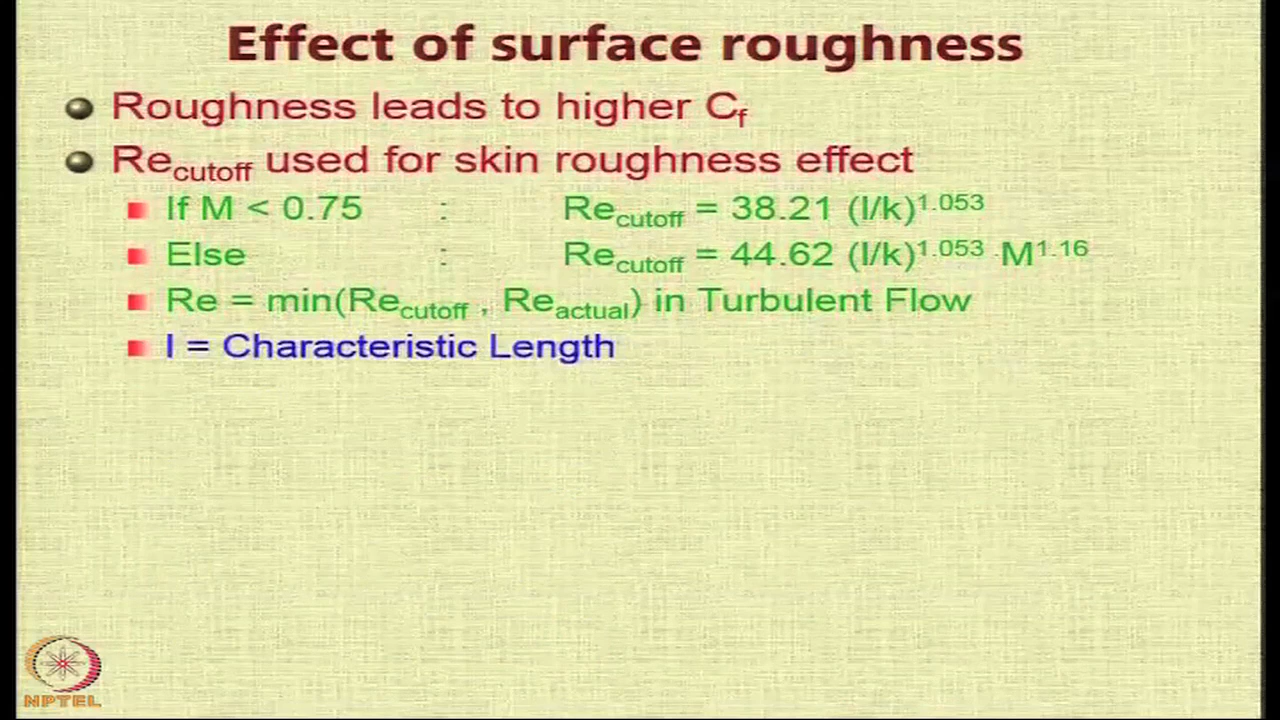 Effect of surface roughness
Roughness leads to higher Cf
Recutoff used for skin roughness effect
If M < 0.75 : Recutoff = 38.21 (l/k)1.053
Else : Recutoff = 44.62 (l/k)1.053 · M1.16
Re = min(Recutoff , Reactual) in Turbulent Flow
l = Characteristic Length
NPTEL